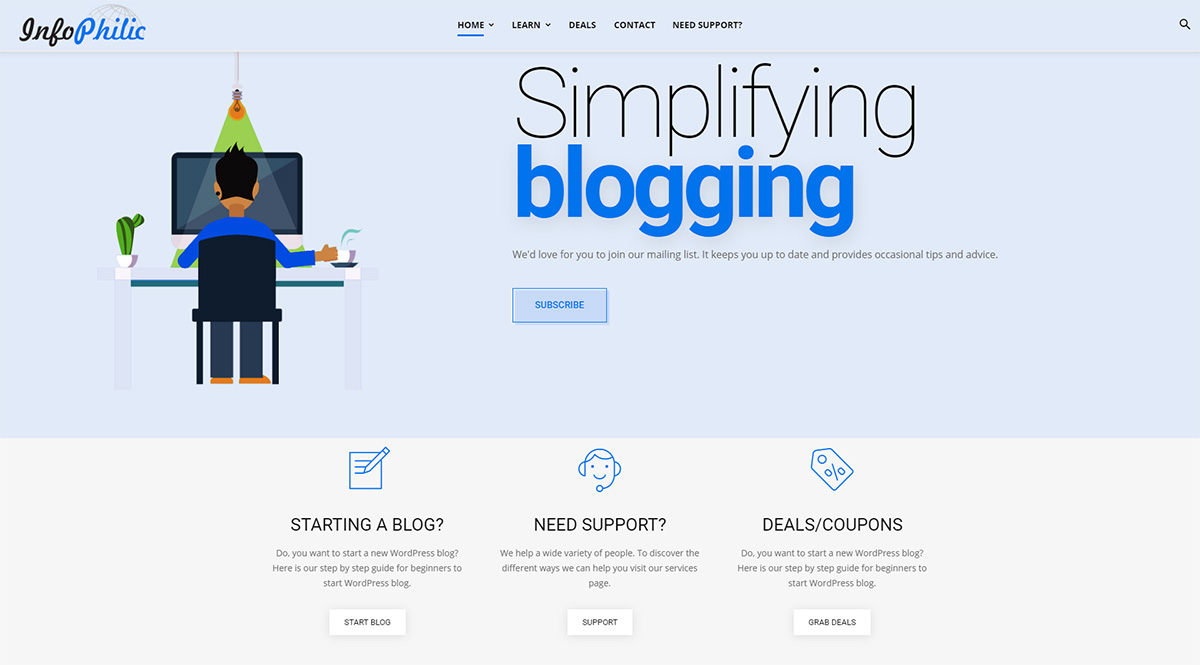 InfoPhilic
HOME LEARN DEALS CONTACT NEED SUPPORT?
Simplifying
blogging
We'd love for you to join our mailing list. It keeps you up to date and provides occasional tips and advice.
SUBSCRIBE
STARTING A BLOG?
Do, you want to start a new WordPress blog?
Here is our step by step guide for beginners to
start WordPress blog.
START BLOG
NEED SUPPORT?
We help a wide variety of people. To discover the
different ways we can help you visit our services
page.
SUPPORT
DEALS/COUPONS
Do, you want to start a new WordPress blog?
Here is our step by step guide for beginners to
start WordPress blog.
GRAB DEALS